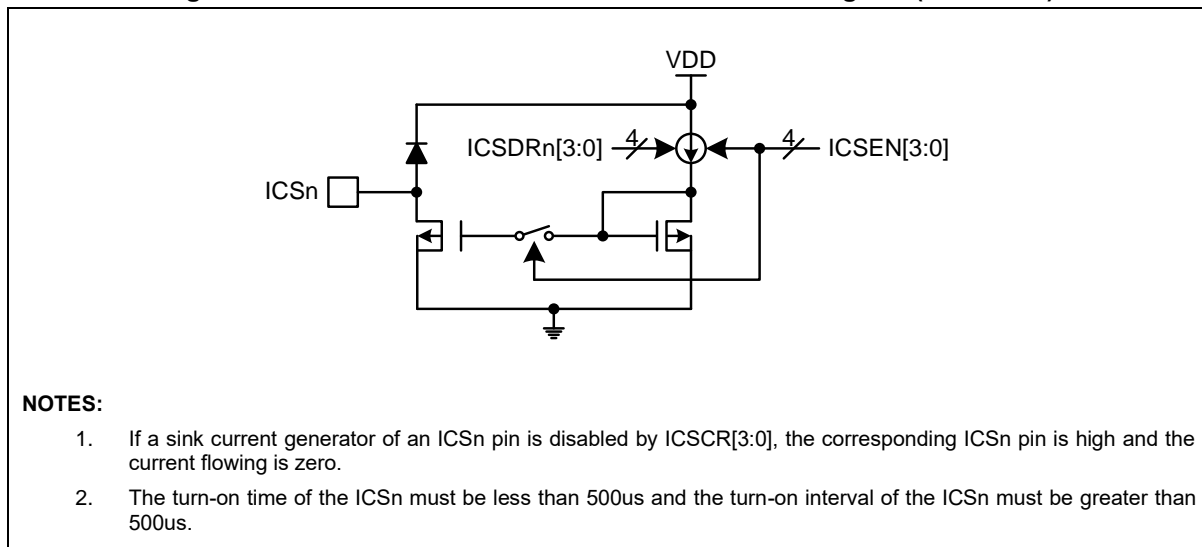 VDD
ICSDRn[3:0] 4 4 ICSEN[3:0]
ICSn
NOTES:
1. If a sink current generator of an ICSn pin is disabled by ICSCR[3:0], the corresponding ICSn pin is high and the
current flowing is zero.
2. The turn-on time of the ICSn must be less than 500us and the turn-on interval of the ICSn must be greater than
500us.